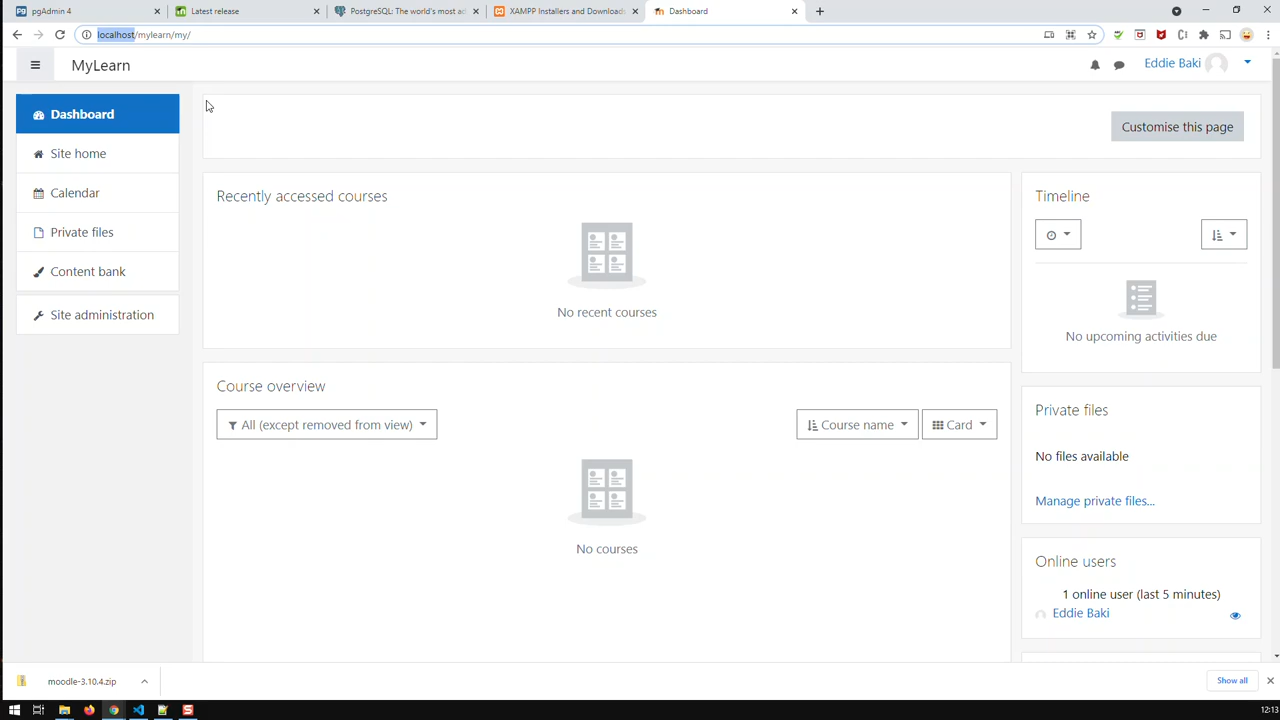 pgAdmin 4
Latest release
PostgreSQL: The world's most ad
XAMPP Installers and Downloads
Dashboard
localhost/mylearn/my/
MyLearn
Eddie Baki
Dashboard
Site home
Calendar
Private files
Content bank
Site administration
Customise this page
Recently accessed courses
No recent courses
Timeline
No upcoming activities due
Course overview
All (except removed from view)
Course name
Card
No courses
Private files
No files available
Manage private files...
Online users
1 online user (last 5 minutes)
Eddie Baki
moodle-3.10.4.zip
Show all
12:13